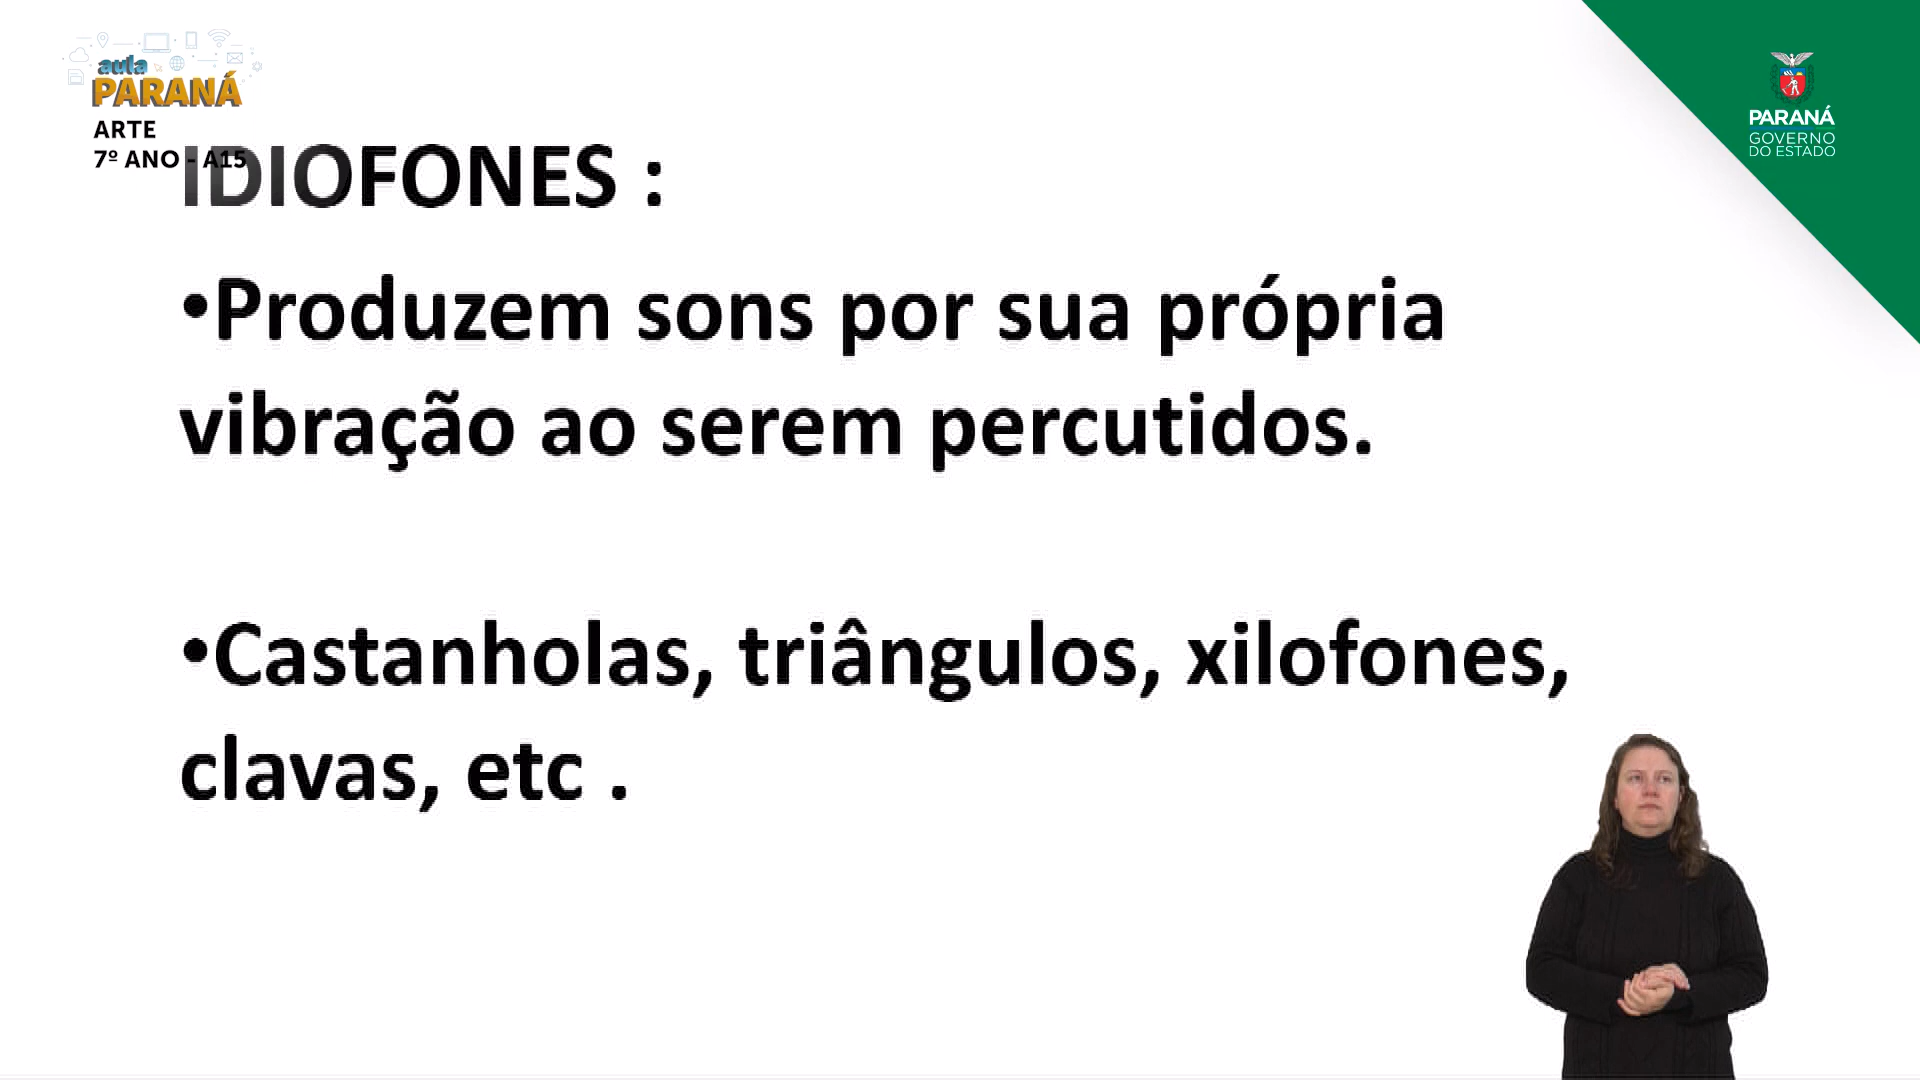 aula
PARANÁ
ARTE
7º ANO - A15
PARANÁ
GOVERNO
DO ESTADO
IDIOFONES :
•Produzem sons por sua própria
vibração ao serem percutidos.
•Castanholas, triângulos, xilofones,
clavas, etc .